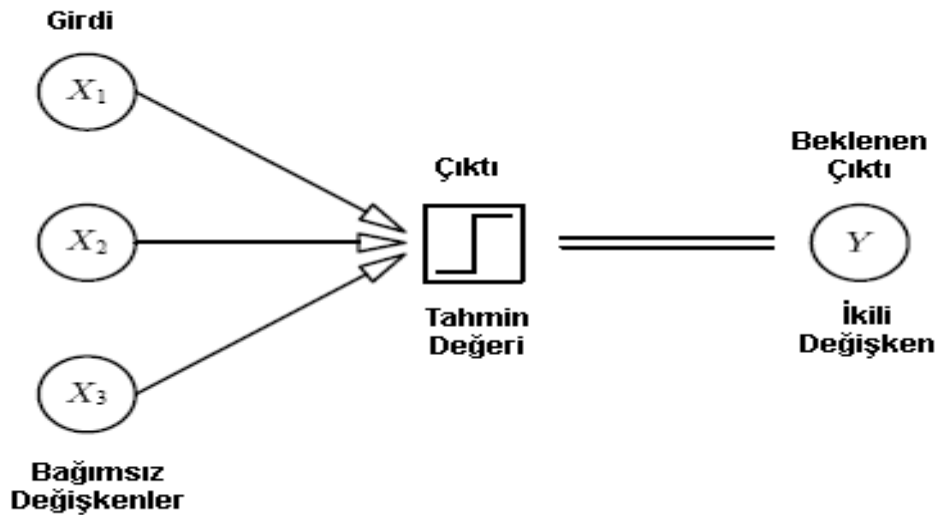 Girdi
X1
X2
X3
Bağımsız
Değişkenler
Çıktı
Tahmin
Değeri
Beklenen
Çıktı
Y
İkili
Değişken